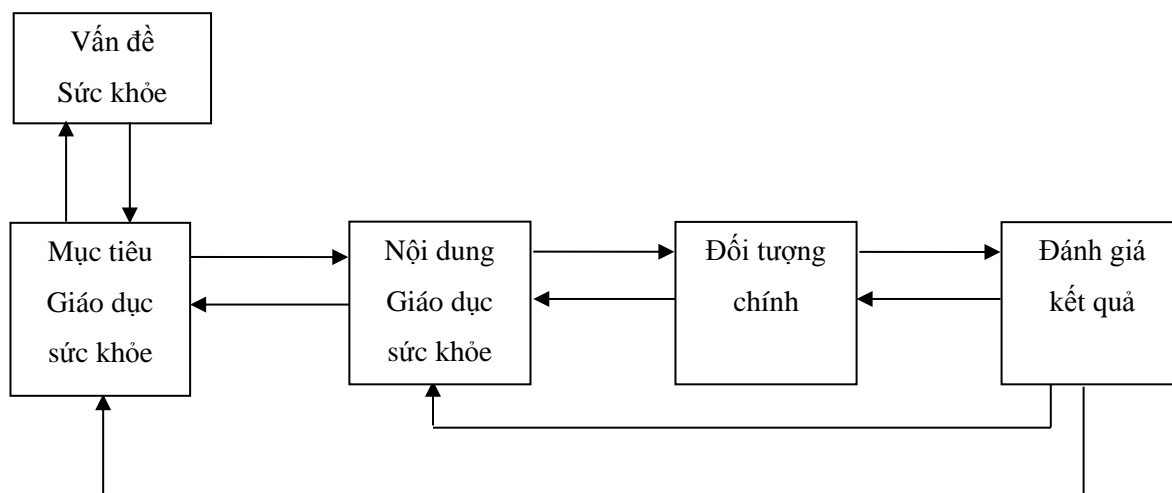 Vấn đề
Sức khỏe
Mục tiêu
Giáo dục
sức khỏe
Nội dung
Giáo dục
sức khỏe
Đối tượng
chính
Đánh giá
kết quả